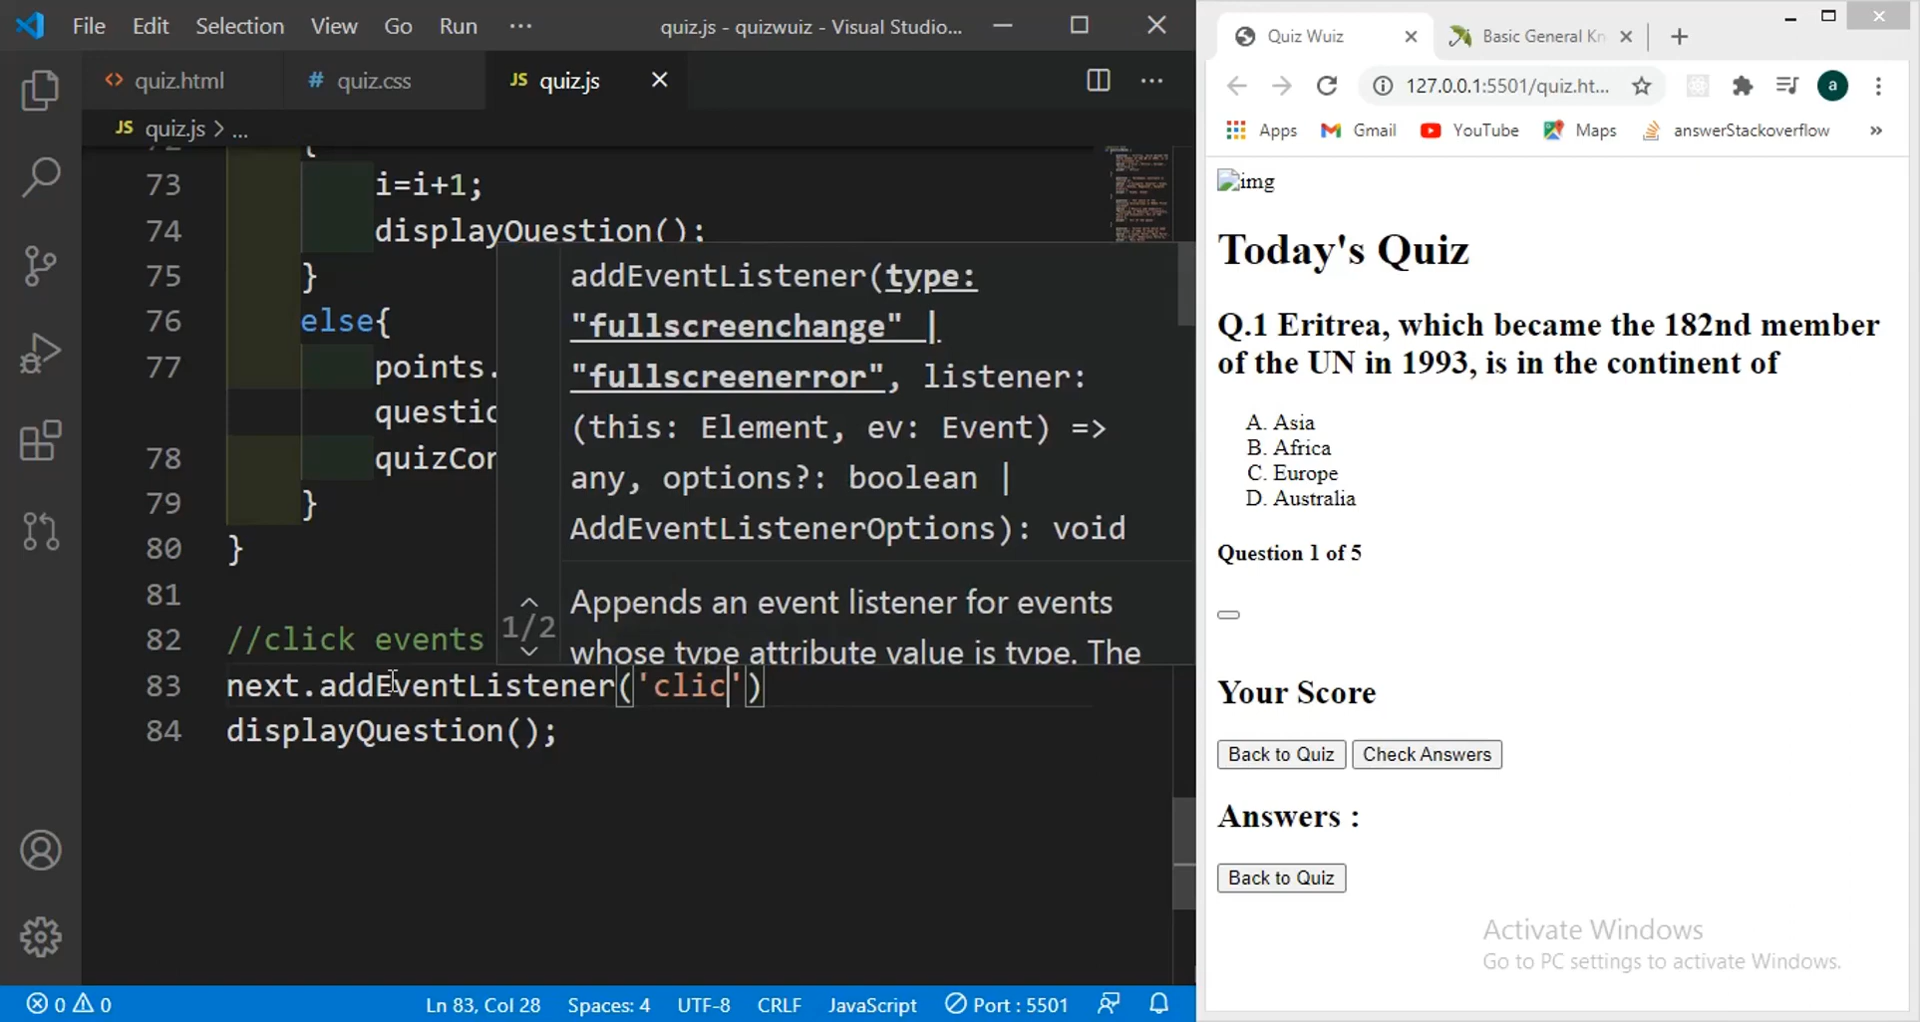 File Edit Selection View Go Run ··· quiz.js - quizwuiz - Visual Studio...
<> quiz.html # quiz.css JS quiz.js
JS quiz.js > ...
73 i=i+1;
74 displayQuestion();
75 }
76 else{
77 points.
questio
78 quizCon
79 }
80 }
81
82 //click events
83 next.addEventListener('clic')
84 displayQuestion();
addEventListener(type:
"fullscreenchange" |
"fullscreenerror", listener:
(this: Element, ev: Event) =>
any, options?: boolean |
AddEventListenerOptions): void
1/2
Appends an event listener for events
whose type attribute value is type. The
0 0 Ln 83, Col 28 Spaces: 4 UTF-8 CRLF JavaScript Port : 5501
Quiz Wuiz Basic General Kn
127.0.0.1:5501/quiz.ht... a
Apps Gmail YouTube Maps answerStackoverflow »
img
Today's Quiz
Q.1 Eritrea, which became the 182nd member
of the UN in 1993, is in the continent of
A. Asia
B. Africa
C. Europe
D. Australia
Question 1 of 5
Your Score
Back to Quiz Check Answers
Answers :
Back to Quiz
Activate Windows
Go to PC settings to activate Windows.